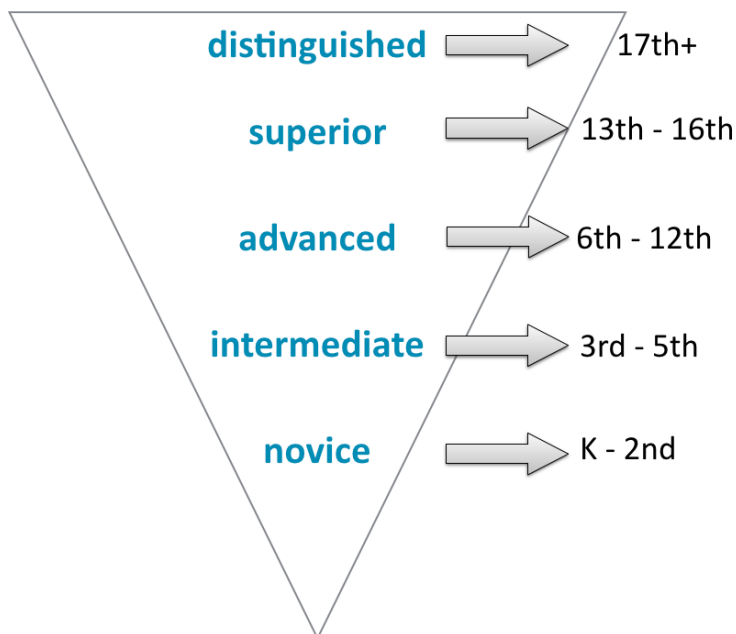 distinguished 17th+
superior 13th - 16th
advanced 6th - 12th
intermediate 3rd - 5th
novice K - 2nd